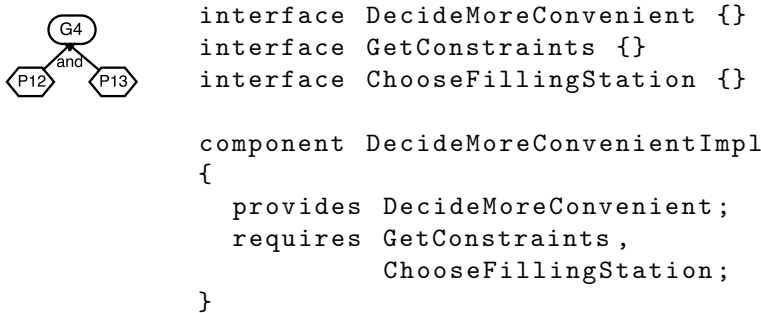 G4
and
P12 P13
interface DecideMoreConvenient {}
interface GetConstraints {}
interface ChooseFillingStation {}
component DecideMoreConvenientImpl
{
provides DecideMoreConvenient;
requires GetConstraints,
ChooseFillingStation;
}